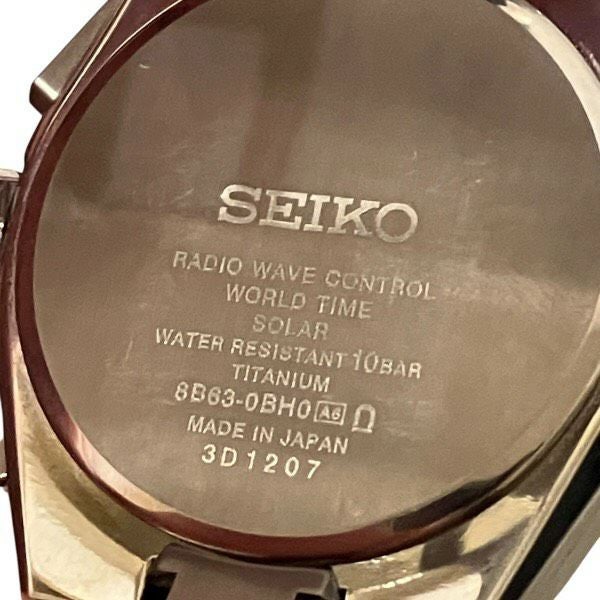 SEIKO
RADIO WAVE CONTROL
WORLD TIME
SOLAR
WATER RESISTANT 10BAR
TITANIUM
8B63-0BH0 A6
MADE IN JAPAN
3D1207